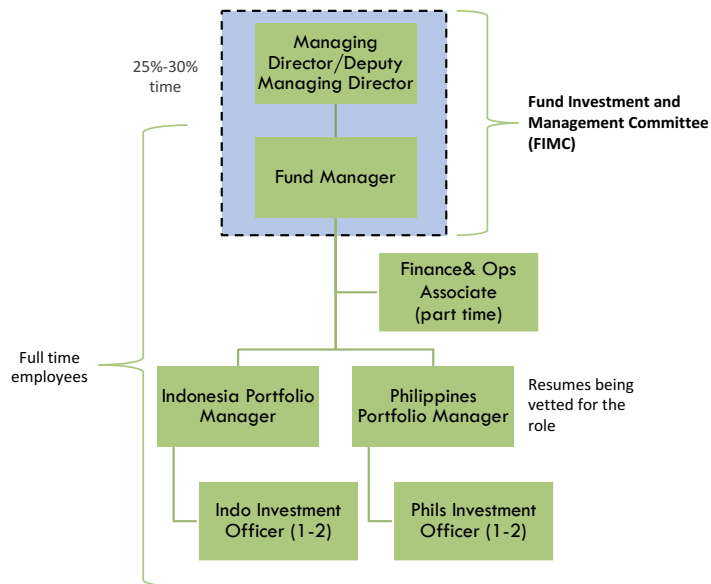 Managing
Director/Deputy
Managing Director
25%-30%
time
Fund Investment and
Management Committee
(FIMC)
Fund Manager
Finance& Ops
Associate
(part time)
Full time
employees
Indonesia Portfolio
Manager
Philippines
Portfolio Manager
Resumes being
vetted for the
role
Indo Investment
Officer (1-2)
Phils Investment
Officer (1-2)